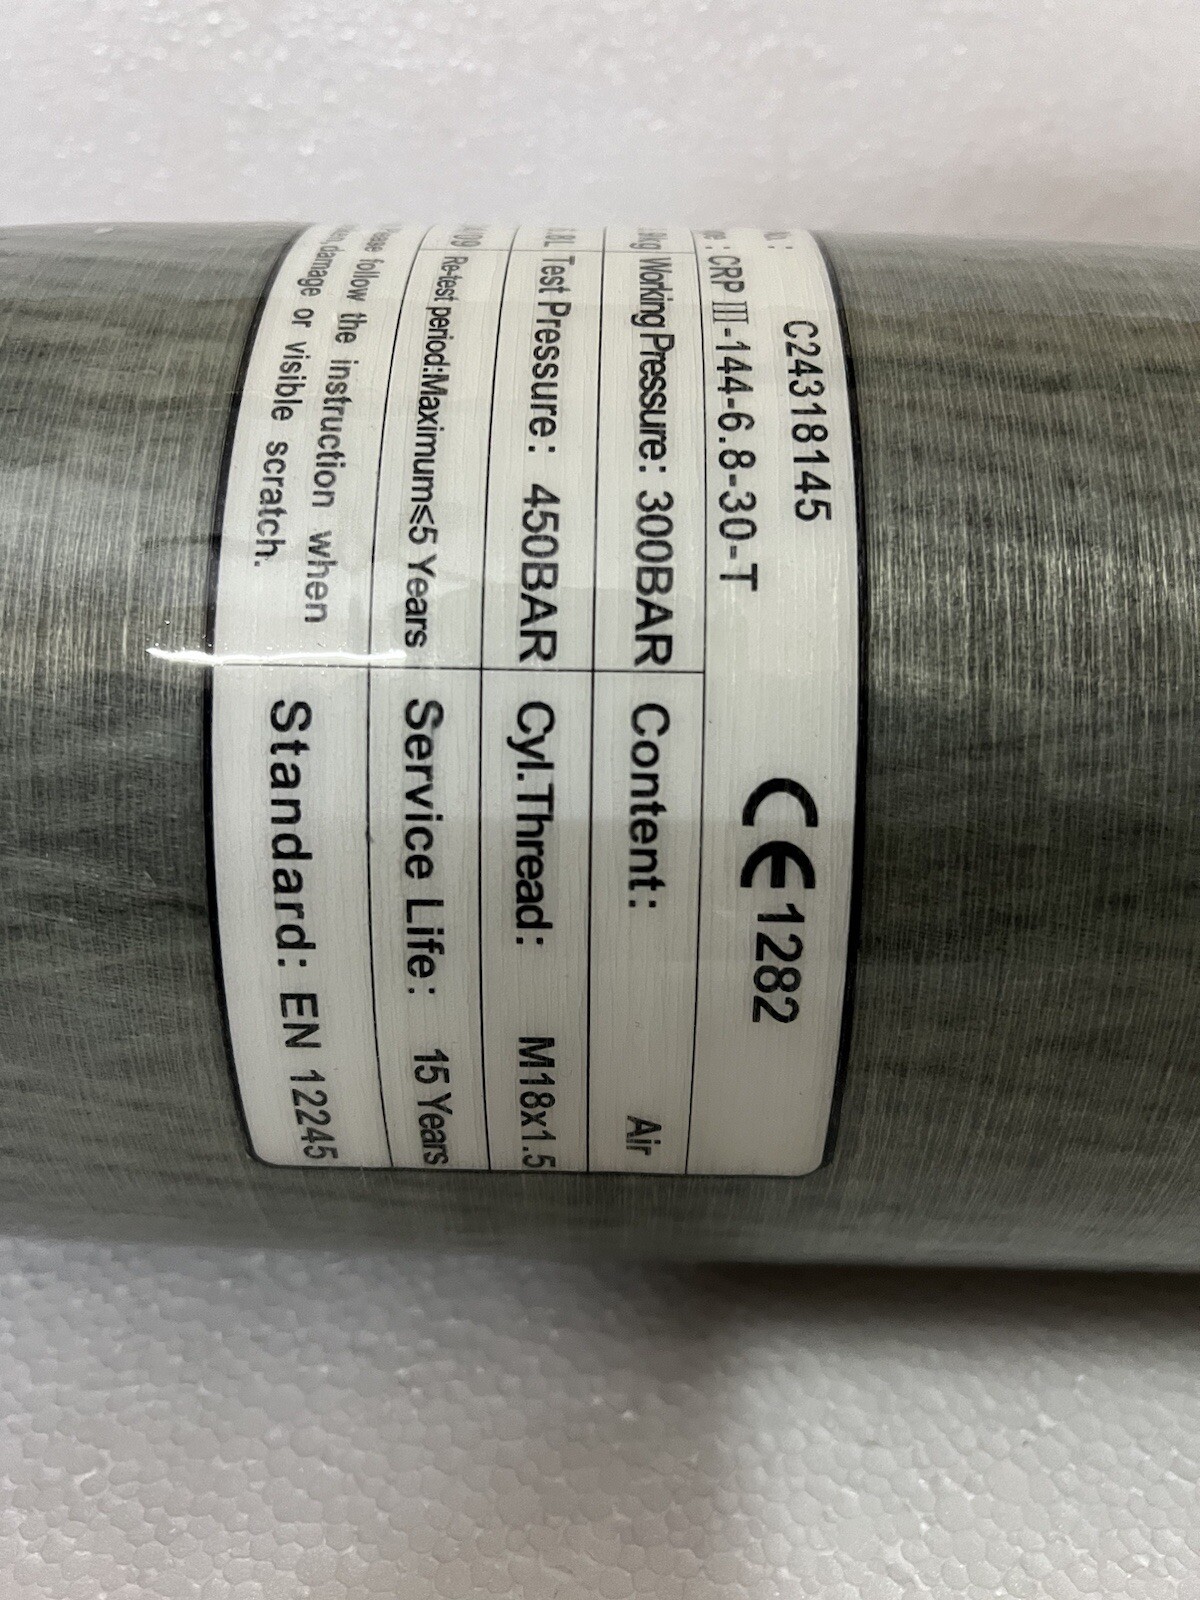 C24318145
: CRP III-144-6.8-30-T
CE 1282
Working Pressure: 300BAR Content: Air
Test Pressure: 450BAR Cyl.Thread: M18x1.5
Re-test period:Maximum≤5 Years Service Life: 15 Years
follow the instruction when
damage or visible scratch.
Standard: EN 12245